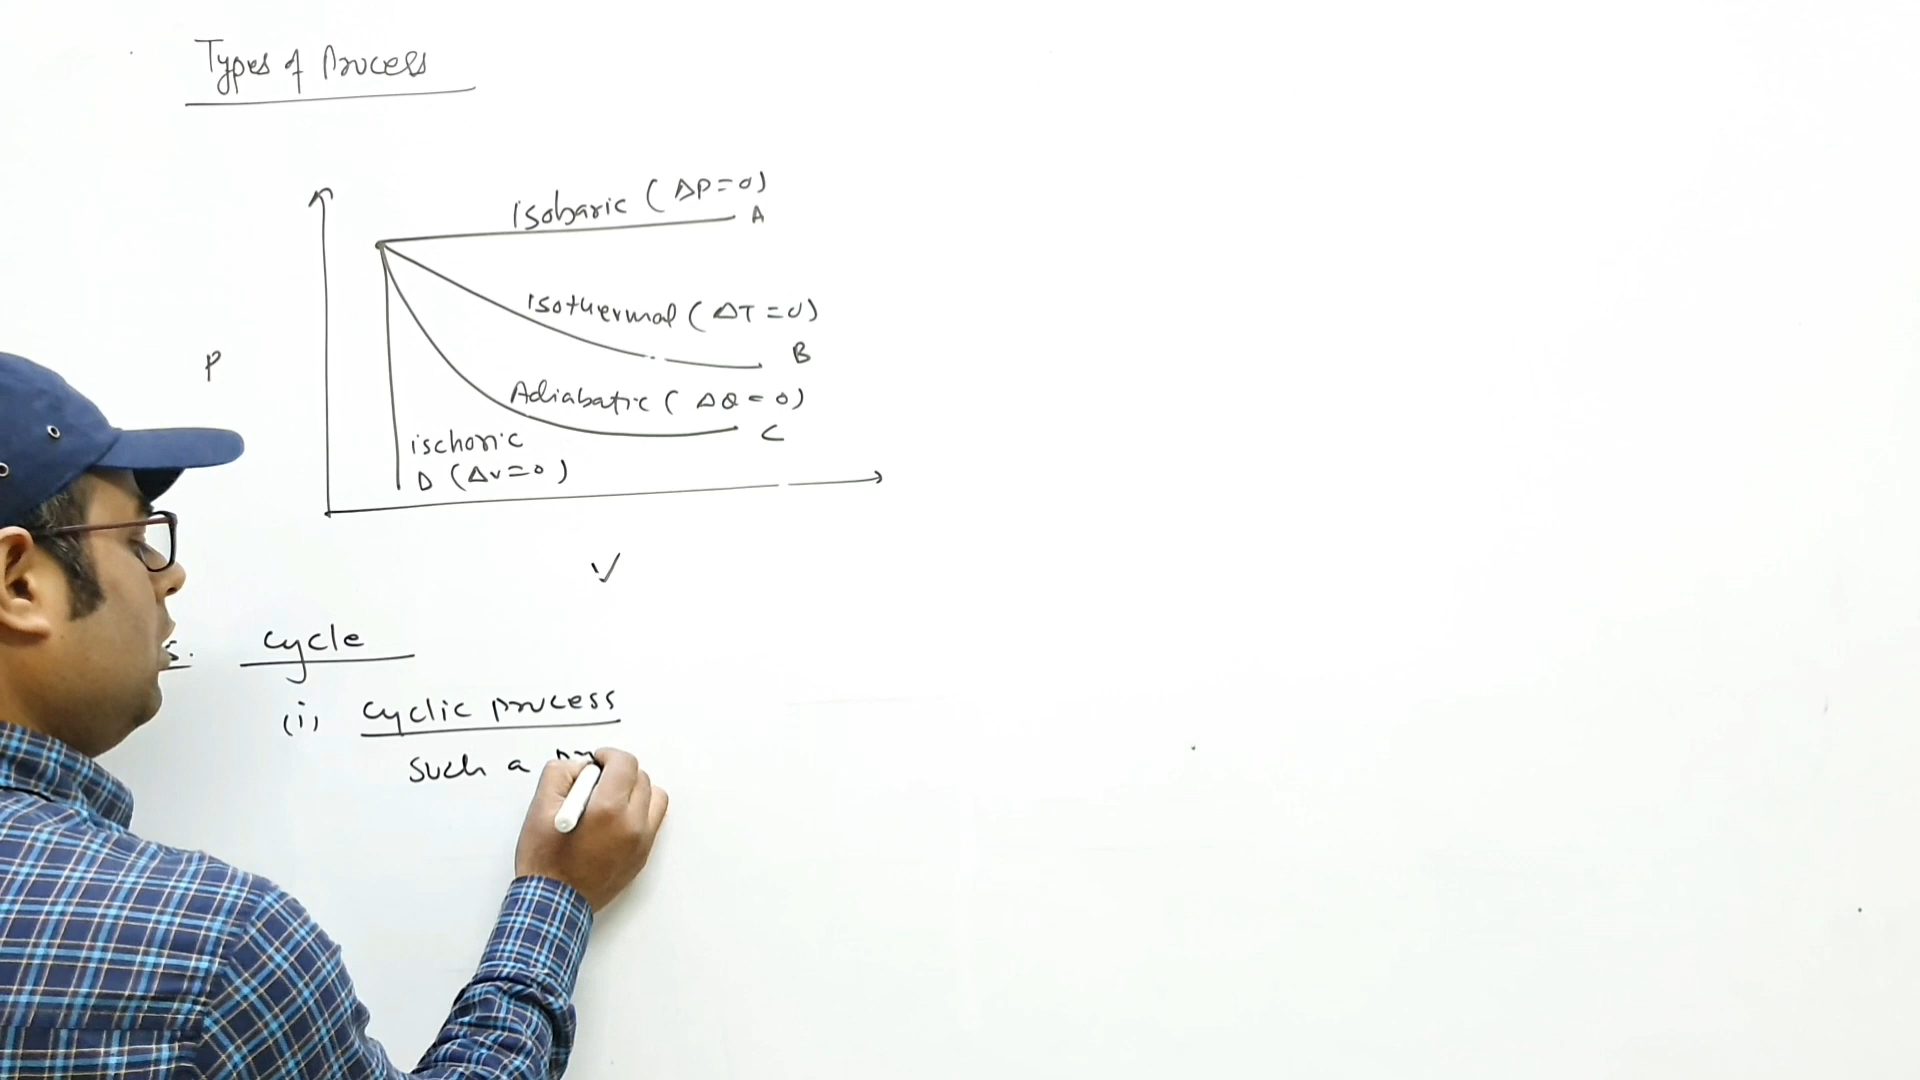 Types of Process
isobaric (ΔP=0)
A
isothermal (ΔT=0)
B
P
Adiabatic (ΔQ=0)
C
ischoric
D (ΔV=0)
V
5. cycle
(i) cyclic process
such a